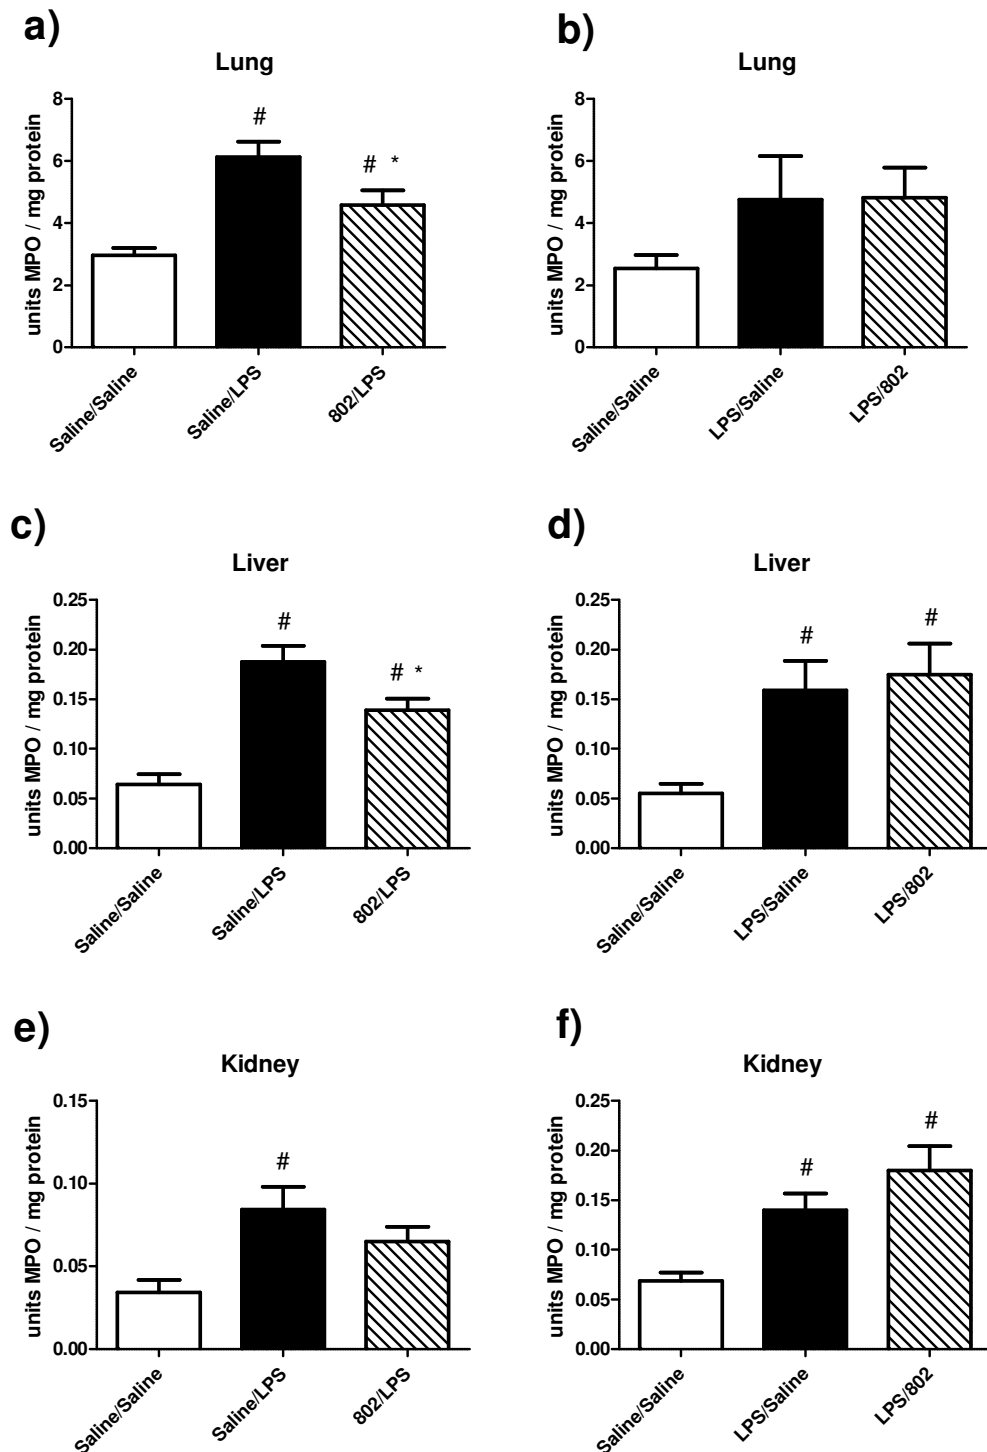 a)
Lung
units MPO / mg protein
8
6
4
2
0
#
# *
Saline/Saline
Saline/LPS
802/LPS
b)
Lung
units MPO / mg protein
8
6
4
2
0
Saline/Saline
LPS/Saline
LPS/802
c)
Liver
units MPO / mg protein
0.25
0.20
0.15
0.10
0.05
0.00
#
# *
Saline/Saline
Saline/LPS
802/LPS
d)
Liver
units MPO / mg protein
0.25
0.20
0.15
0.10
0.05
0.00
#
#
Saline/Saline
LPS/Saline
LPS/802
e)
Kidney
units MPO / mg protein
0.15
0.10
0.05
0.00
#
Saline/Saline
Saline/LPS
802/LPS
f)
Kidney
units MPO / mg protein
0.25
0.20
0.15
0.10
0.05
0.00
#
#
Saline/Saline
LPS/Saline
LPS/802